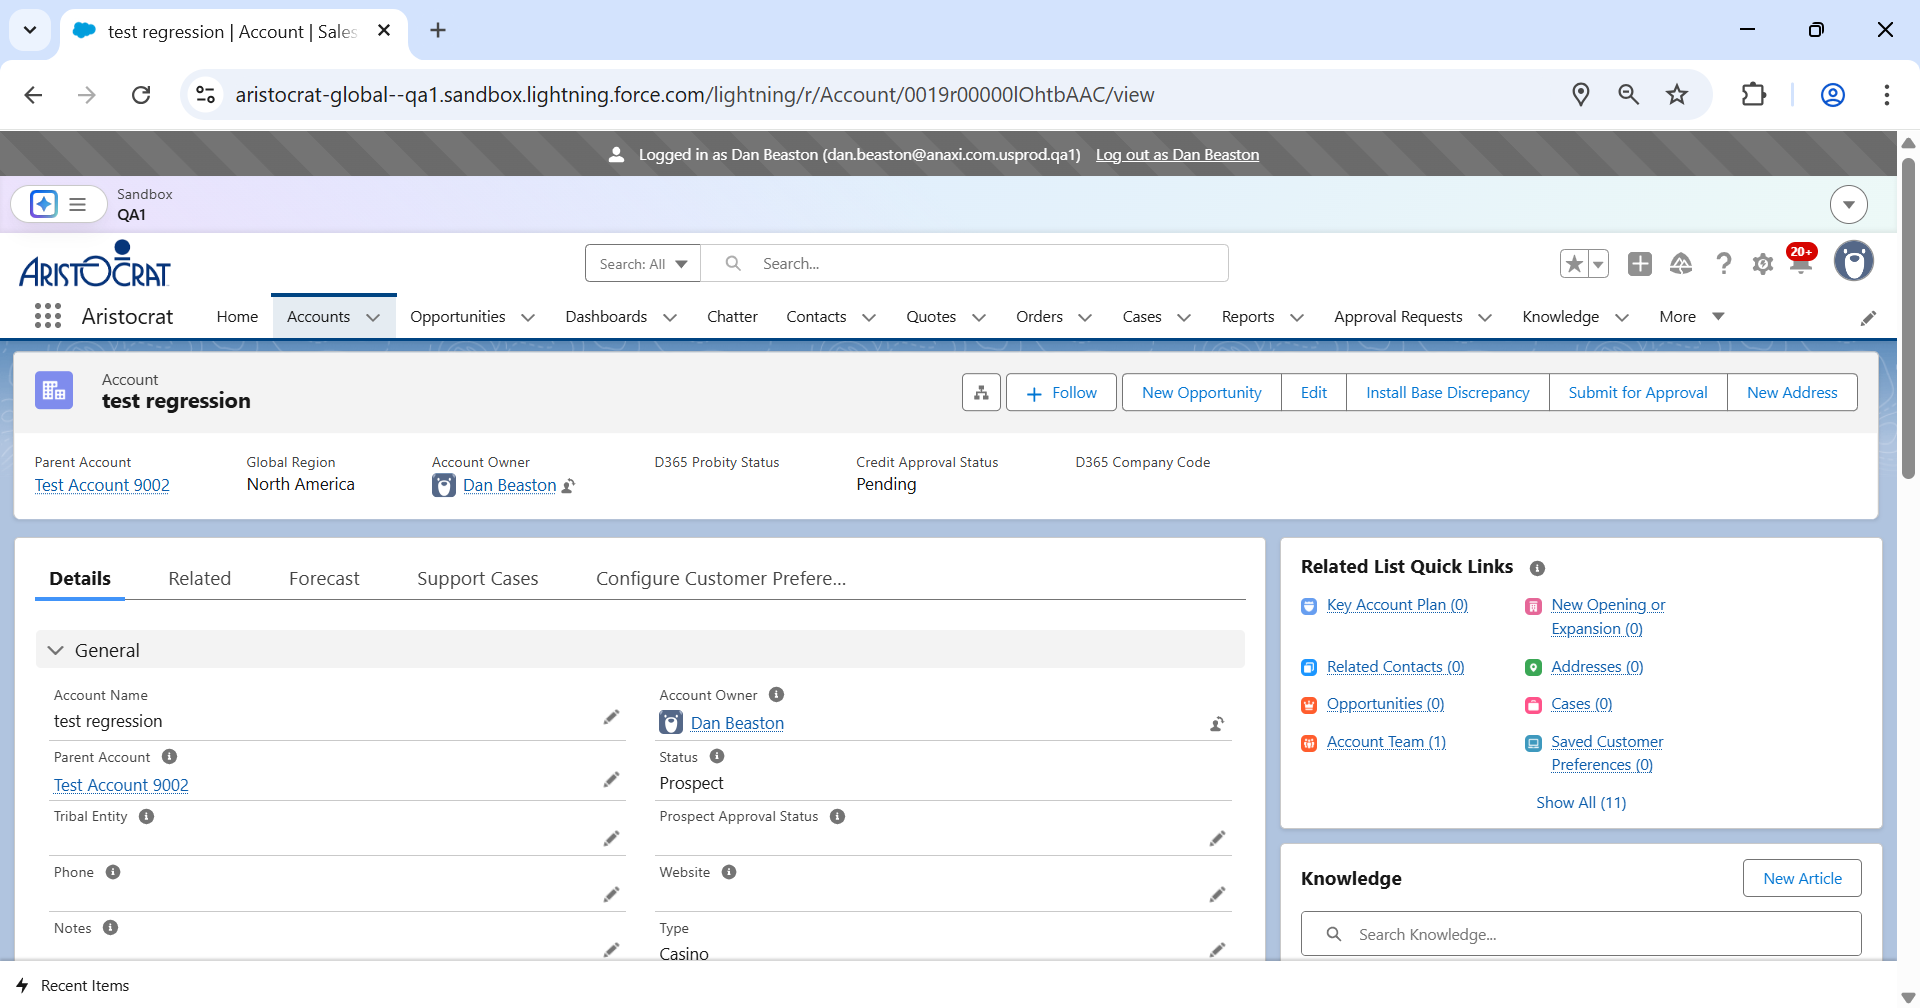 test regression | Account | Sales
aristocrat-global--qa1.sandbox.lightning.force.com/lightning/r/Account/0019r00000lOhtbAAC/view
Logged in as Dan Beaston (dan.beaston@anaxi.com.usprod.qa1) Log out as Dan Beaston
Sandbox
QA1
ARISTOCRAT
Search: All
Search...
20+
Aristocrat
Home
Accounts
Opportunities
Dashboards
Chatter
Contacts
Quotes
Orders
Cases
Reports
Approval Requests
Knowledge
More
Account
test regression
Follow
New Opportunity
Edit
Install Base Discrepancy
Submit for Approval
New Address
Parent Account
Test Account 9002
Global Region
North America
Account Owner
Dan Beaston
D365 Probity Status
Credit Approval Status
Pending
D365 Company Code
Details
Related
Forecast
Support Cases
Configure Customer Prefere...
General
Account Name
test regression
Account Owner
Dan Beaston
Parent Account
Test Account 9002
Status
Prospect
Tribal Entity
Prospect Approval Status
Phone
Website
Notes
Type
Casino
Related List Quick Links
Key Account Plan (0)
New Opening or
Expansion (0)
Related Contacts (0)
Addresses (0)
Opportunities (0)
Cases (0)
Account Team (1)
Saved Customer
Preferences (0)
Show All (11)
Knowledge
New Article
Search Knowledge...
Recent Items